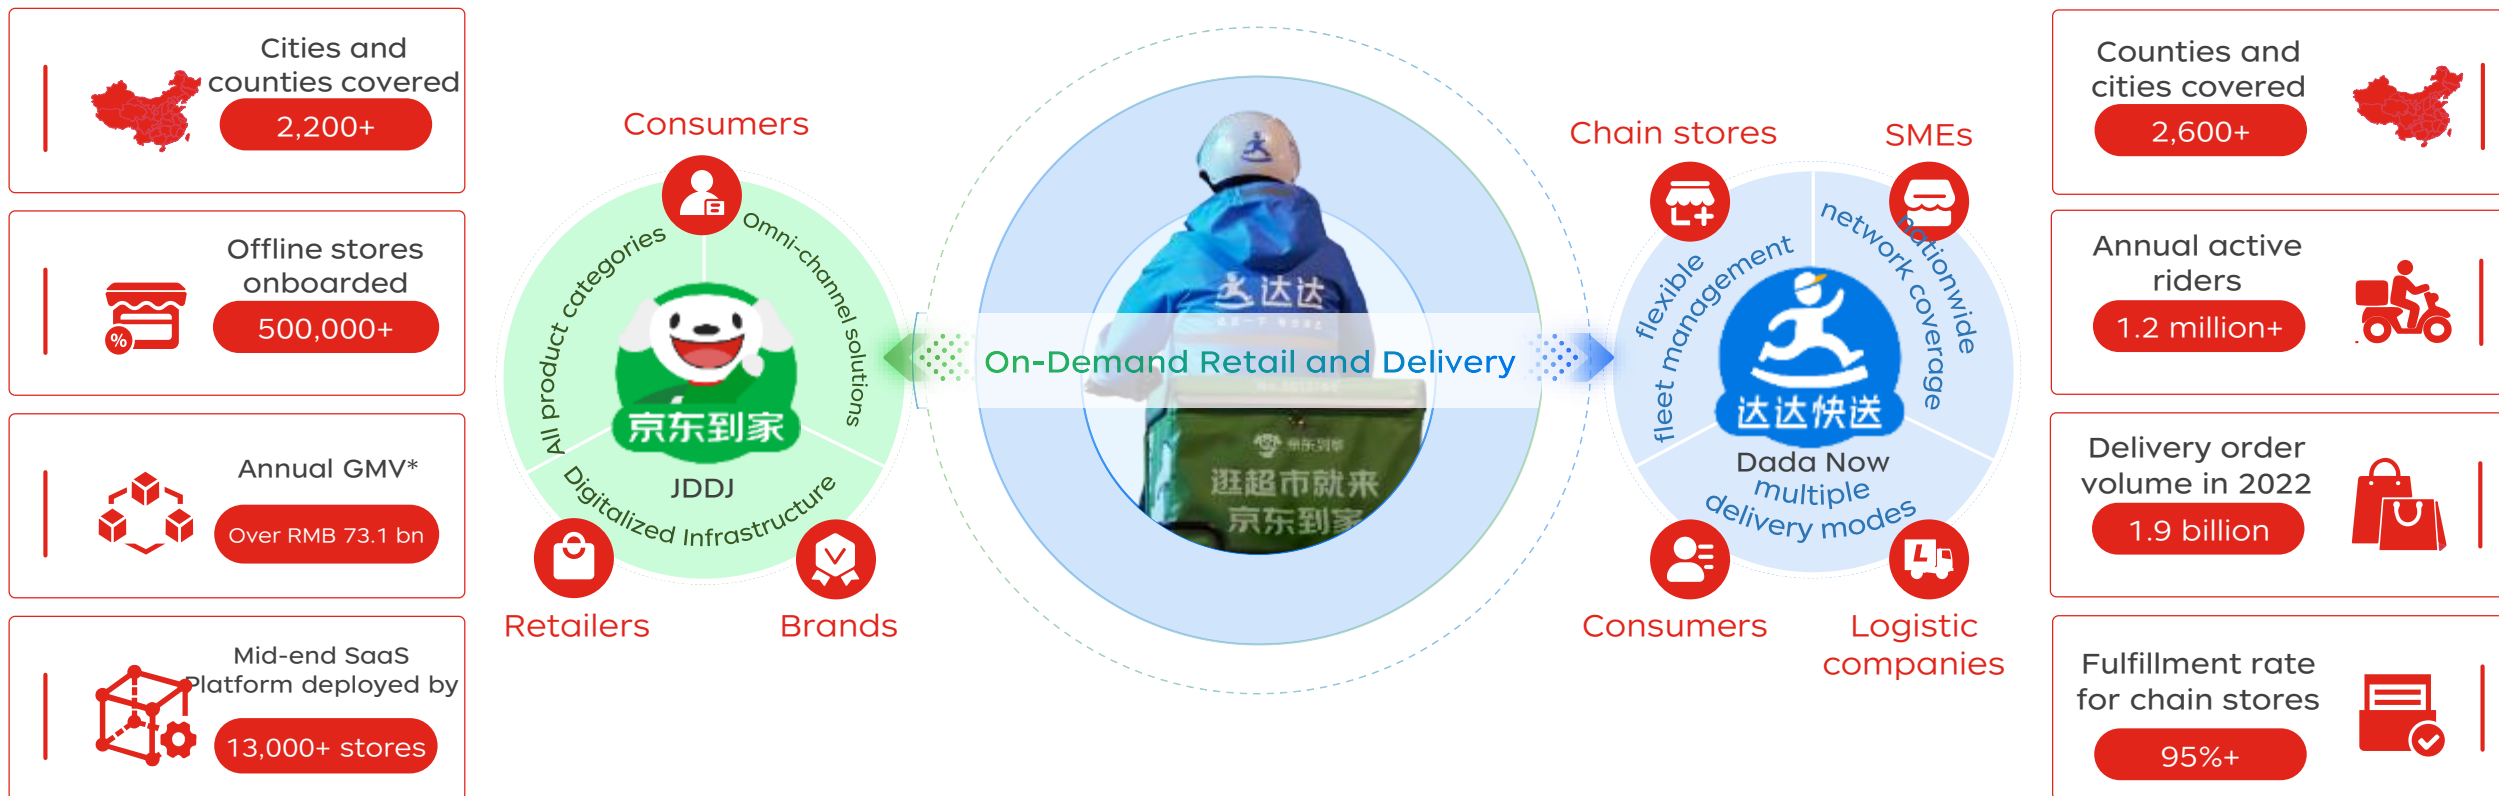 Cities and
counties covered
2,200+
Offline stores
onboarded
500,000+
%
Annual GMV*
Over RMB 73.1 bn
Mid-end SaaS
Platform deployed by
13,000+ stores
Consumers
All product categories
Omni-channel solutions
Digitalized Infrastructure
京东到家
JDDJ
Retailers
Brands
达达
On-Demand Retail and Delivery
京东到家
逛超市就来
京东到家
Chain stores
SMEs
flexible
fleet management
nationwide
network coverage
达达快送
Dada Now
multiple
delivery modes
Consumers
Logistic
companies
Counties and
cities covered
2,600+
Annual active
riders
1.2 million+
Delivery order
volume in 2022
1.9 billion
Fulfillment rate
for chain stores
95%+